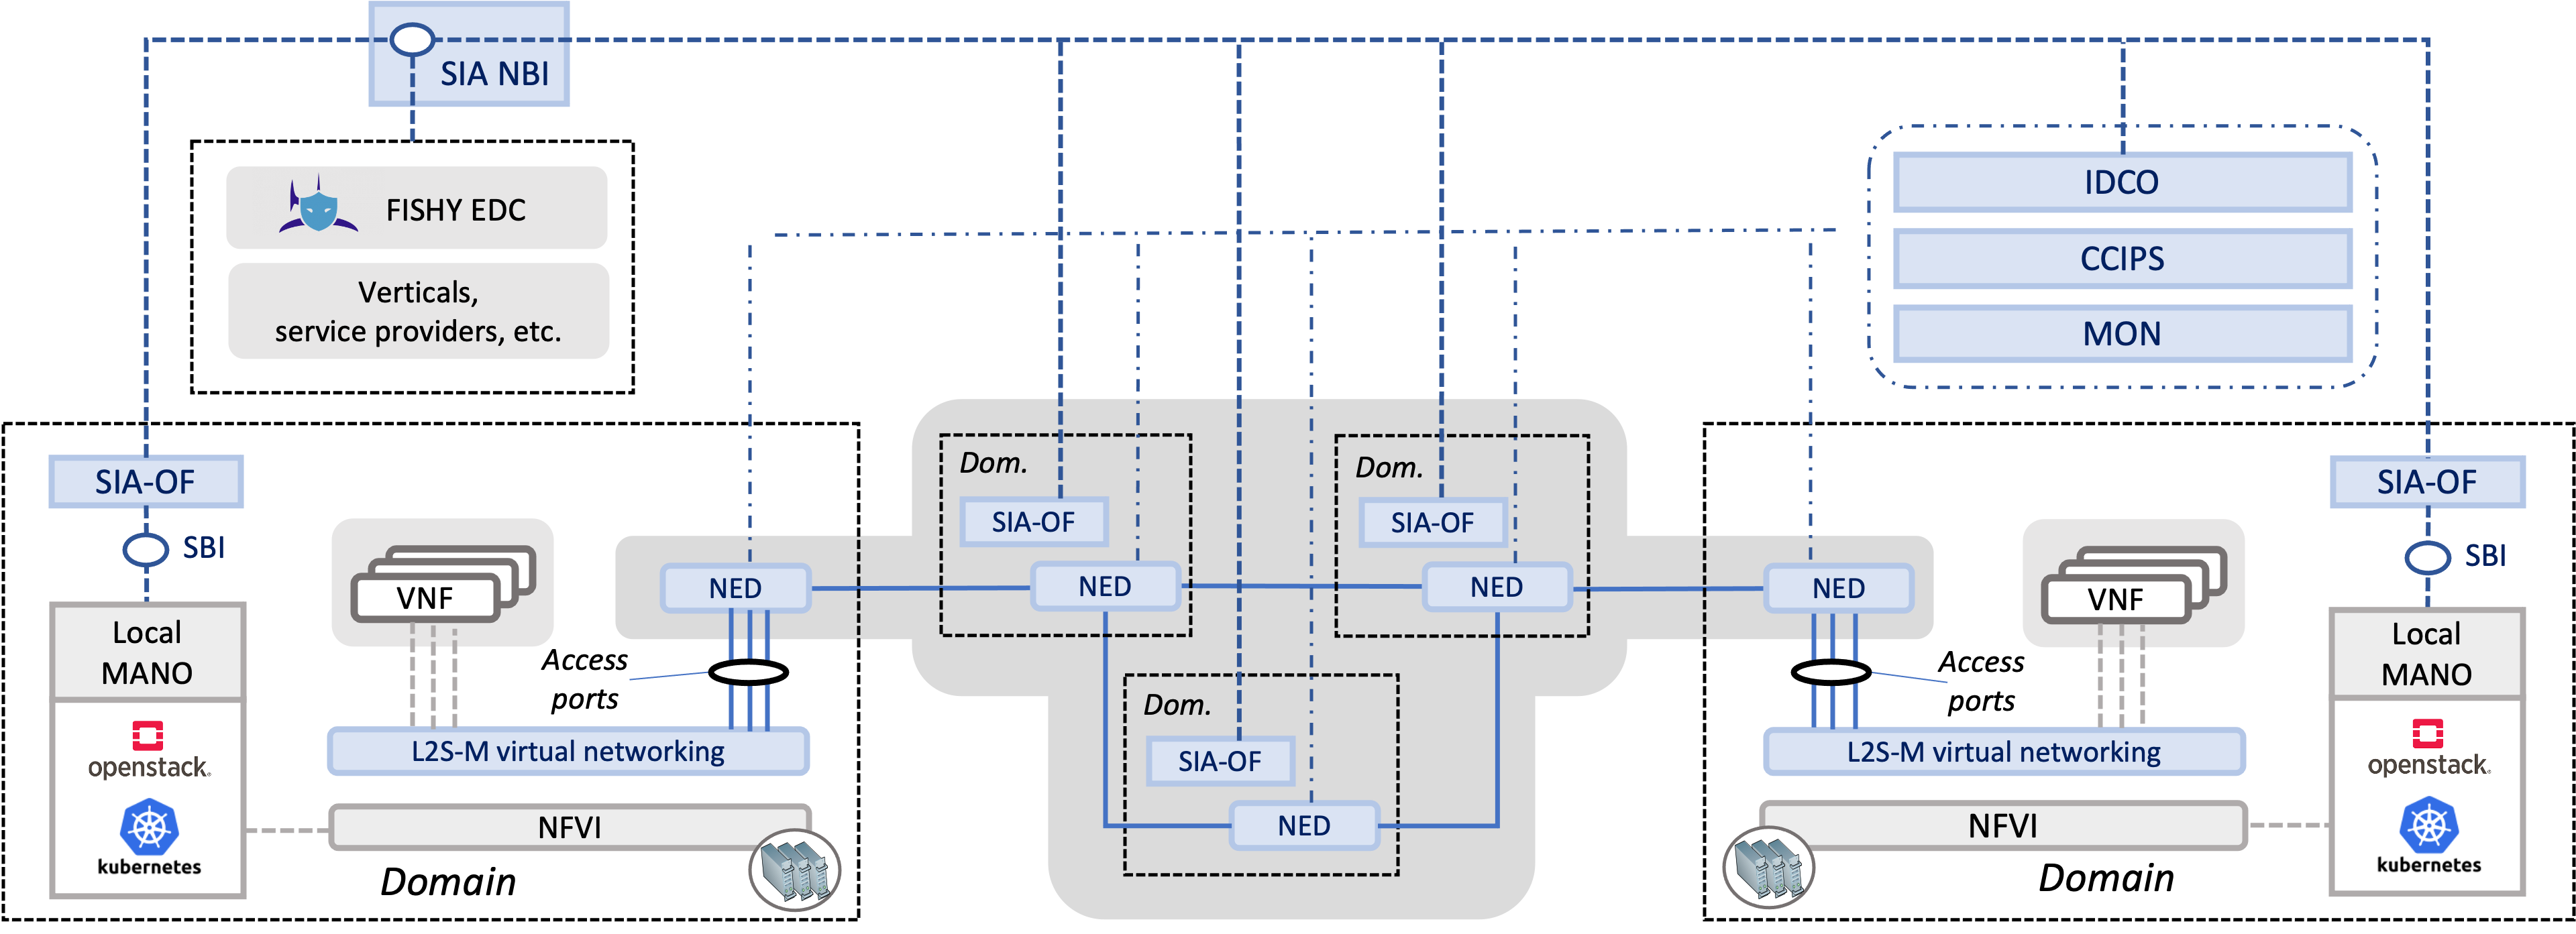 SIA NBI
FISHY EDC
Verticals,
service providers, etc.
IDCO
CCIPS
MON
SIA-OF
SBI
Local
MANO
openstack.
kubernetes
VNF
NED
Access
ports
L2S-M virtual networking
NFVI
Domain
Dom.
SIA-OF
NED
Dom.
SIA-OF
NED
Dom.
SIA-OF
NED
NED
Access
ports
VNF
L2S-M virtual networking
NFVI
Domain
SIA-OF
SBI
Local
MANO
openstack.
kubernetes